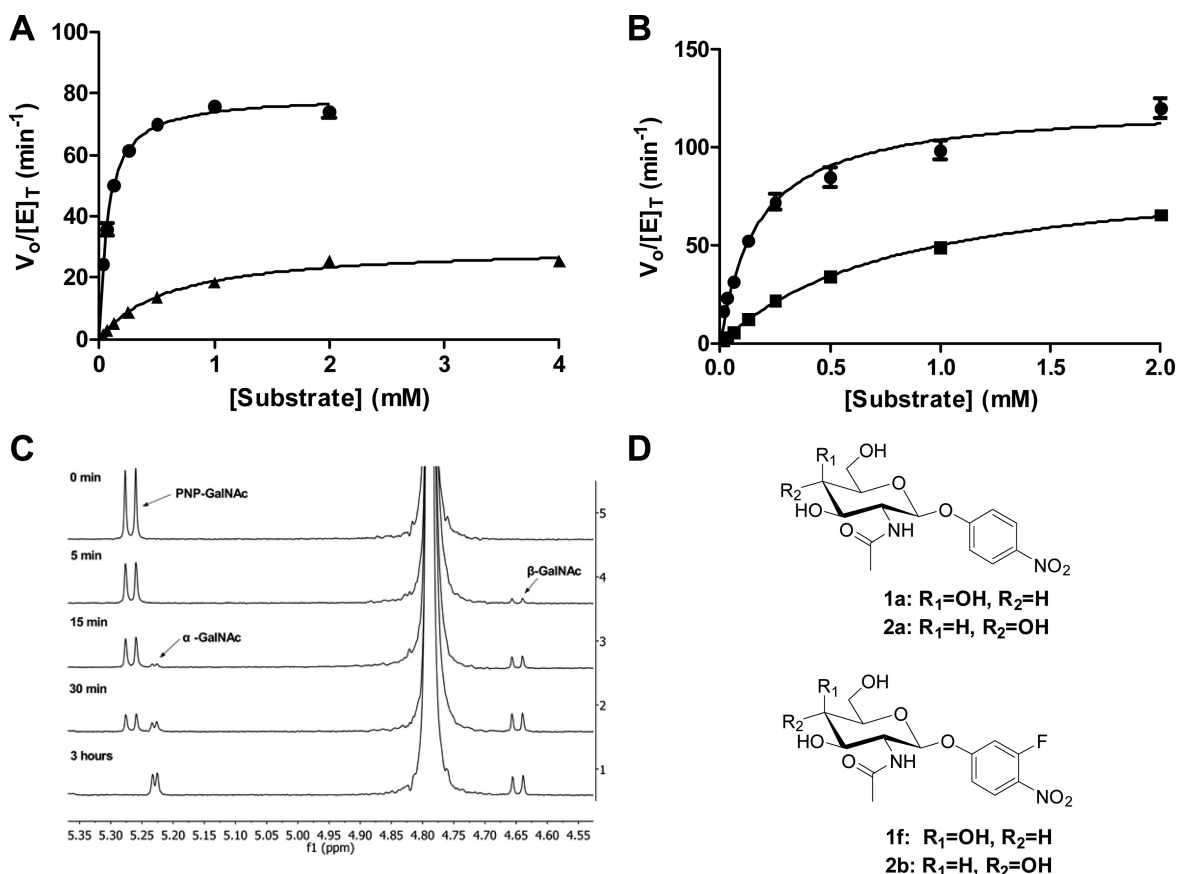 A
100
80
60
40
20
0
V₀/[E]T (min⁻¹)
0 1 2 3 4
[Substrate] (mM)
B
150
100
50
0
V₀/[E]T (min⁻¹)
0.0 0.5 1.0 1.5 2.0
[Substrate] (mM)
C
0 min
PNP-GalNAc
5
5 min
β-GalNAc
4
15 min
α -GalNAc
3
30 min
2
3 hours
1
5.35 5.30 5.25 5.20 5.15 5.10 5.05 5.00 4.95 4.90 4.85 4.80 4.75 4.70 4.65 4.60 4.55
f1 (ppm)
D
R₁ OH
R₂ O
HO O
O NH
NO₂
1a: R₁=OH, R₂=H
2a: R₁=H, R₂=OH
R₁ OH
R₂ O
HO O F
O NH
NO₂
1f: R₁=OH, R₂=H
2b: R₁=H, R₂=OH